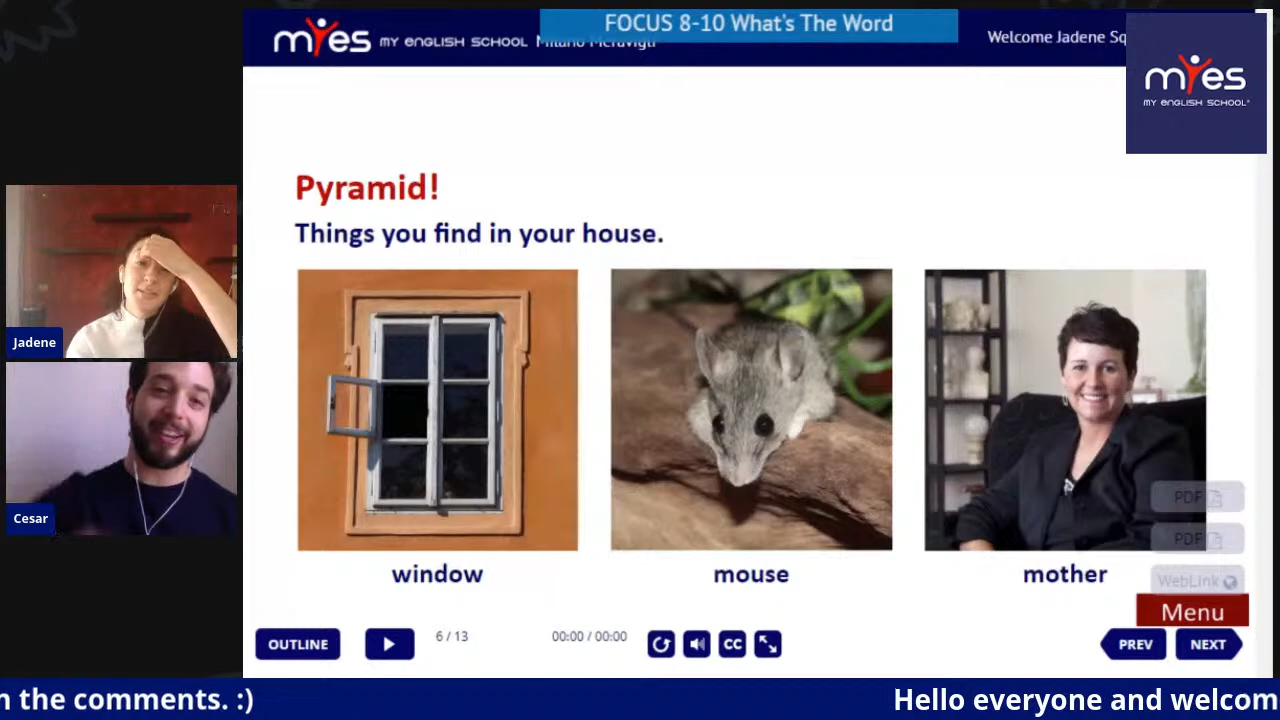 FOCUS 8-10 What's The Word
myes MY ENGLISH SCHOOL Milano Meravigli
Welcome Jadene Sq
myes
MY ENGLISH SCHOOL
Pyramid!
Things you find in your house.
Jadene
Cesar
window
mouse
mother
PDF
PDF
WebLink
Menu
OUTLINE
6 / 13
00:00 / 00:00
CC
PREV
NEXT
n the comments. :)
Hello everyone and welcom